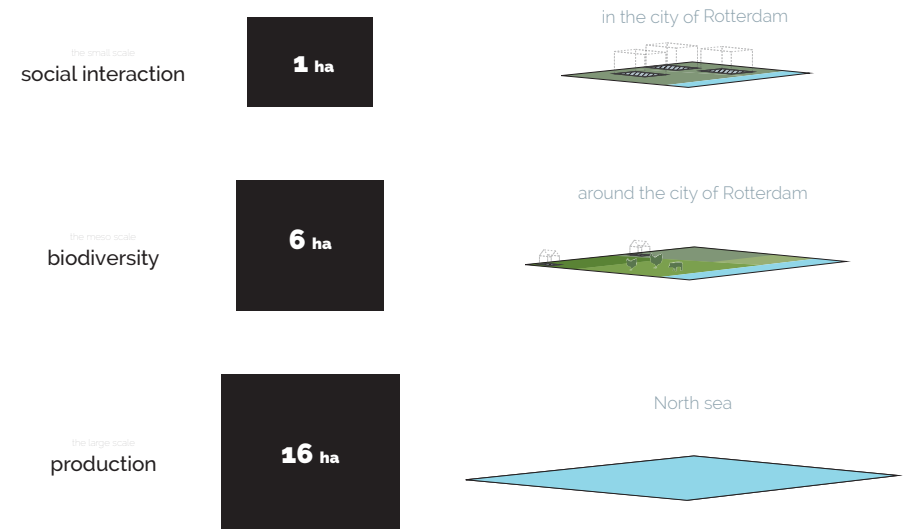 in the city of Rotterdam
the small scale
social interaction
1 ha
around the city of Rotterdam
the meso scale
biodiversity
6 ha
North sea
the large scale
production
16 ha